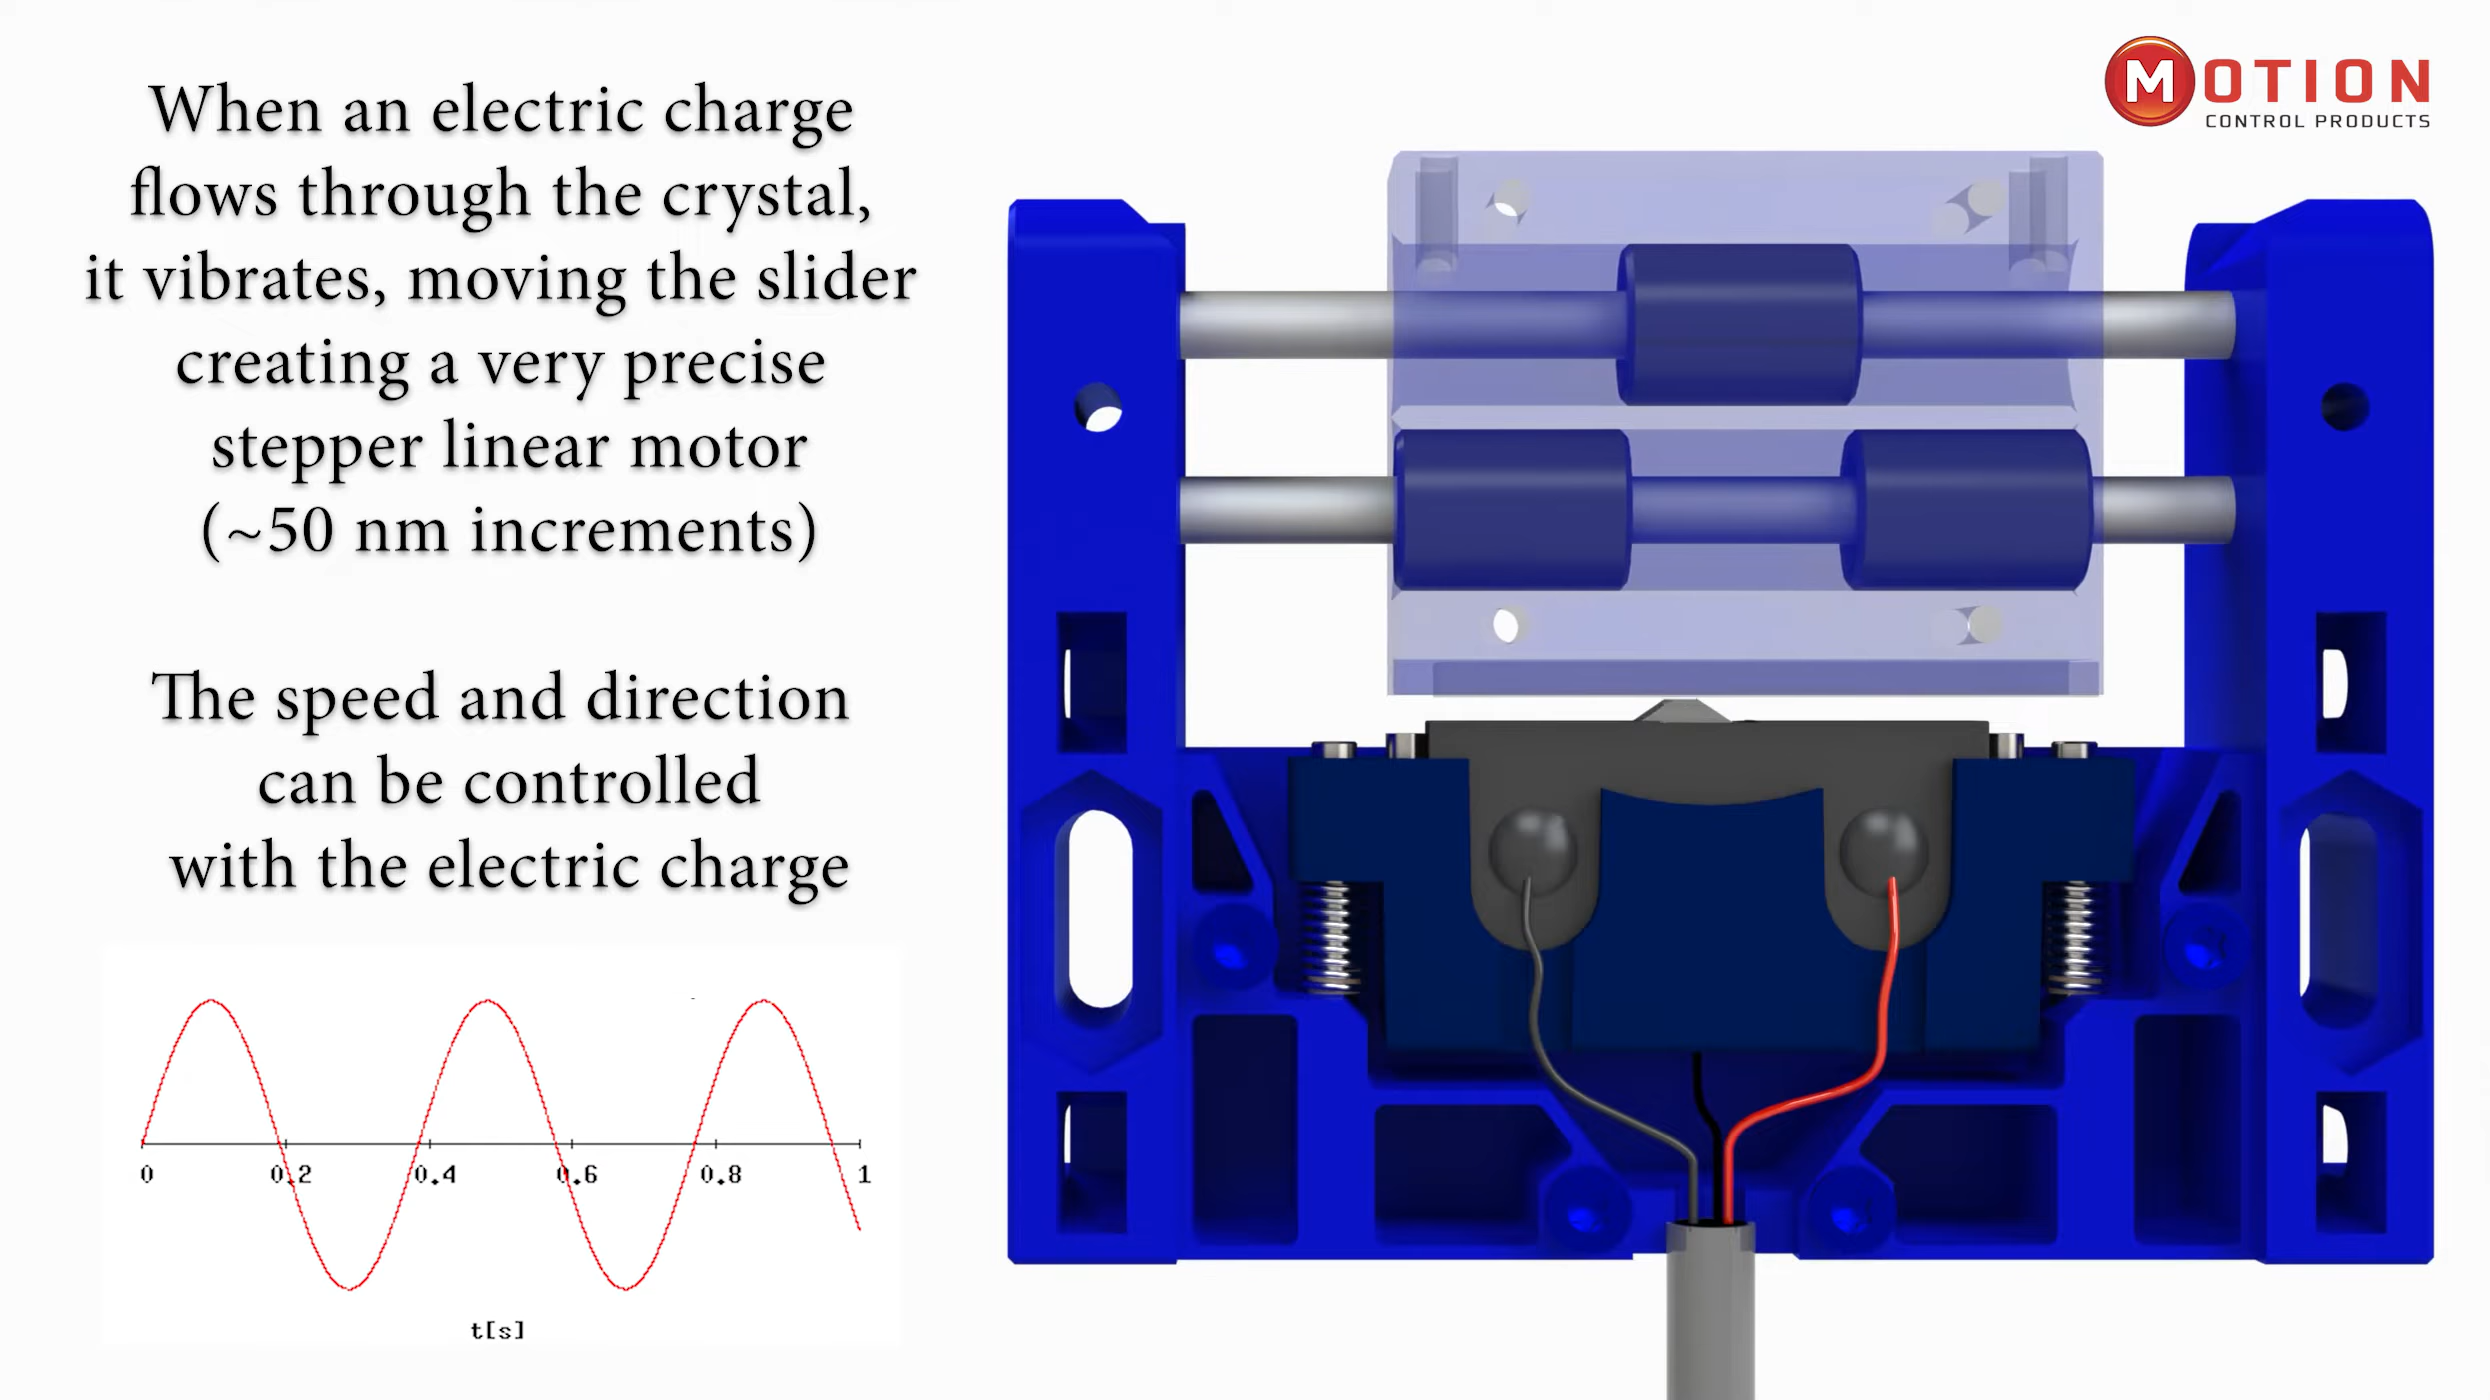 When an electric charge
flows through the crystal,
it vibrates, moving the slider
creating a very precise
stepper linear motor
(~50 nm increments)
The speed and direction
can be controlled
with the electric charge
0 0.2 0.4 0.6 0.8 1
t[s]
MOTION
CONTROL PRODUCTS